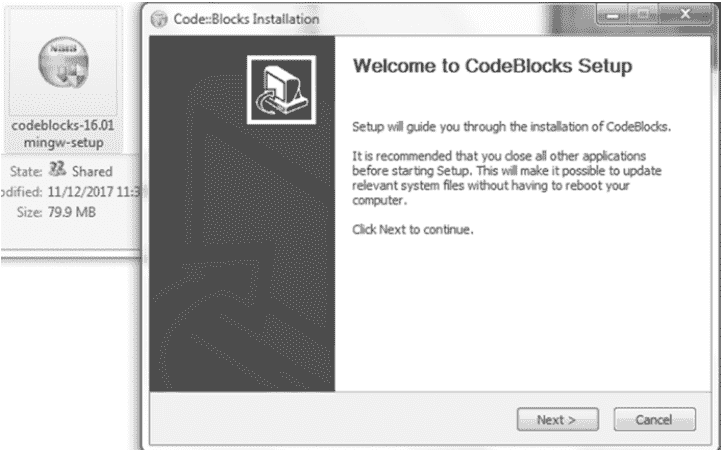 Code::Blocks Installation
NSIS
codeblocks-16.01
mingw-setup
State: Shared
odified: 11/12/2017 11:3
Size: 79.9 MB
Welcome to CodeBlocks Setup
Setup will guide you through the installation of CodeBlocks.
It is recommended that you close all other applications
before starting Setup. This will make it possible to update
relevant system files without having to reboot your
computer.
Click Next to continue.
Next >
Cancel